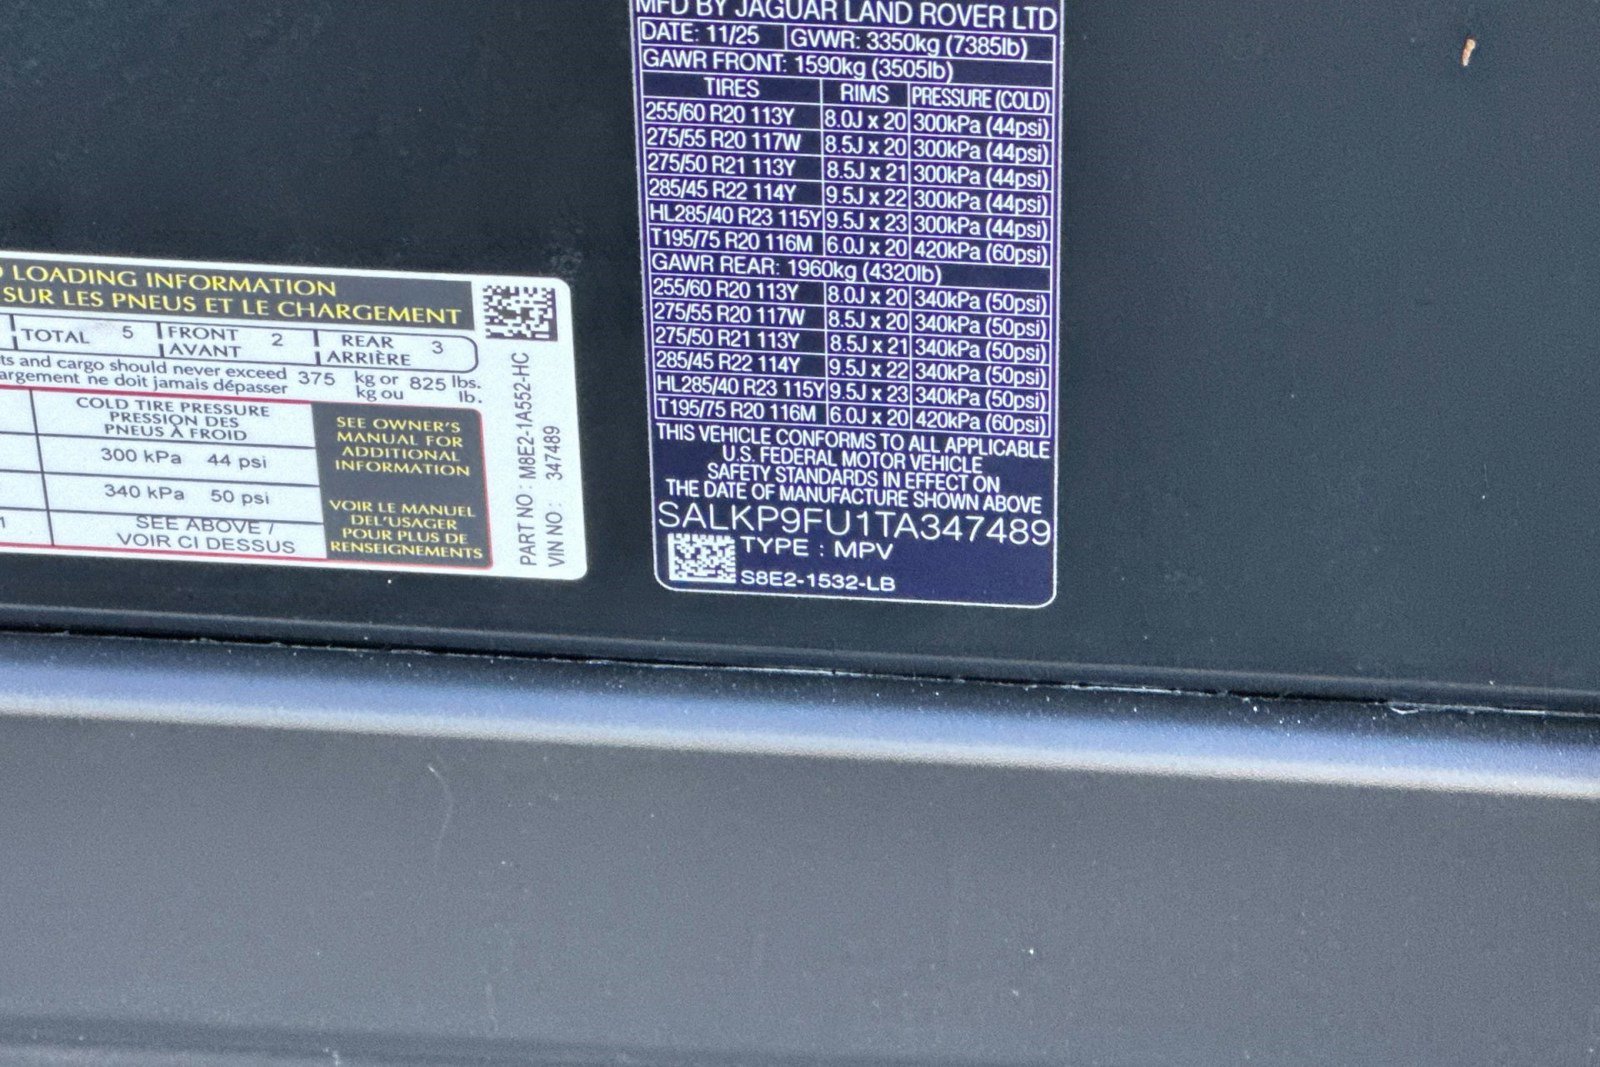 LOADING INFORMATION
SUR LES PNEUS ET LE CHARGEMENT
TOTAL 5 FRONT AVANT 2 REAR ARRIÈRE 3
and cargo should never exceed 375 kg or 825 lbs.
ne doit jamais dépasser kg ou lb.
COLD TIRE PRESSURE
PRESSION DES
PNEUS À FROID
300 kPa 44 psi
340 kPa 50 psi
SEE ABOVE /
VOIR CI DESSUS
SEE OWNER'S
MANUAL FOR
ADDITIONAL
INFORMATION
VOIR LE MANUEL
DEL'USAGER
POUR PLUS DE
RENSEIGNEMENTS
PART NO : M8E2-1A552-HC
VIN NO : 347489
MFD BY JAGUAR LAND ROVER LTD
DATE: 11/25 GVWR: 3350kg (7385lb)
GAWR FRONT: 1590kg (3505lb)
TIRES RIMS PRESSURE (COLD)
255/60 R20 113Y 8.0J x 20 300kPa (44psi)
275/55 R20 117W 8.5J x 20 300kPa (44psi)
275/50 R21 113Y 8.5J x 21 300kPa (44psi)
285/45 R22 114Y 9.5J x 22 300kPa (44psi)
HL285/40 R23 115Y 9.5J x 23 300kPa (44psi)
T195/75 R20 116M 6.0J x 20 420kPa (60psi)
GAWR REAR: 1960kg (4320lb)
255/60 R20 113Y 8.0J x 20 340kPa (50psi)
275/55 R20 117W 8.5J x 20 340kPa (50psi)
275/50 R21 113Y 8.5J x 21 340kPa (50psi)
285/45 R22 114Y 9.5J x 22 340kPa (50psi)
HL285/40 R23 115Y 9.5J x 23 340kPa (50psi)
T195/75 R20 116M 6.0J x 20 420kPa (60psi)
THIS VEHICLE CONFORMS TO ALL APPLICABLE
U.S. FEDERAL MOTOR VEHICLE
SAFETY STANDARDS IN EFFECT ON
THE DATE OF MANUFACTURE SHOWN ABOVE
SALKP9FU1TA347489
TYPE : MPV
S8E2-1532-LB